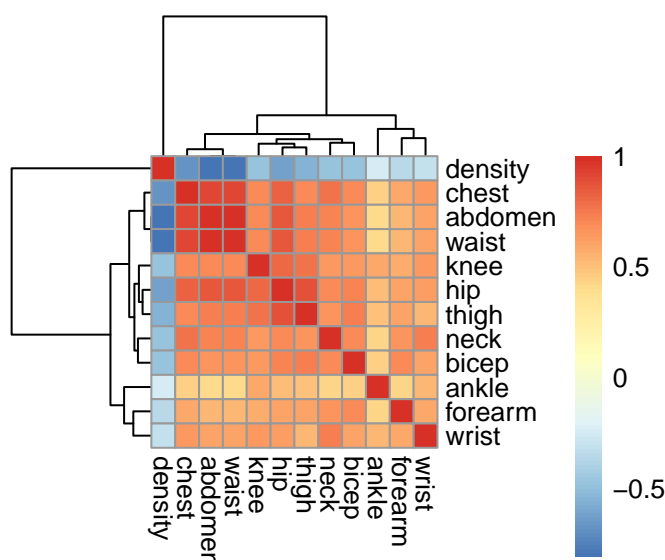 density
chest
abdomen
waist
knee
hip
thigh
neck
bicep
ankle
forearm
wrist
density
chest
abdomen
waist
knee
hip
thigh
neck
bicep
ankle
forearm
wrist
1
0.5
0
−0.5